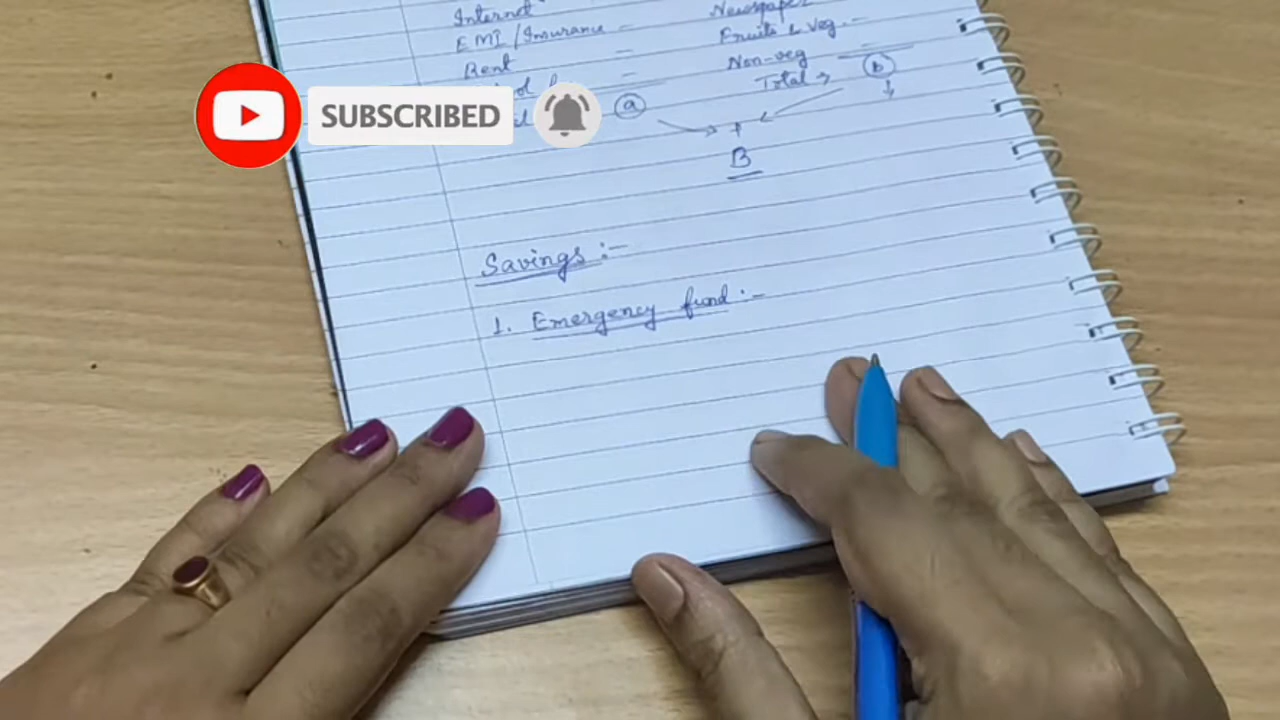 Internet
EMI/Insurance –
Rent –
–
a
Newspaper
Fruits & Veg. –
Non-veg –
Total → b
+
B
SUBSCRIBED
Savings :-
1. Emergency fund :-